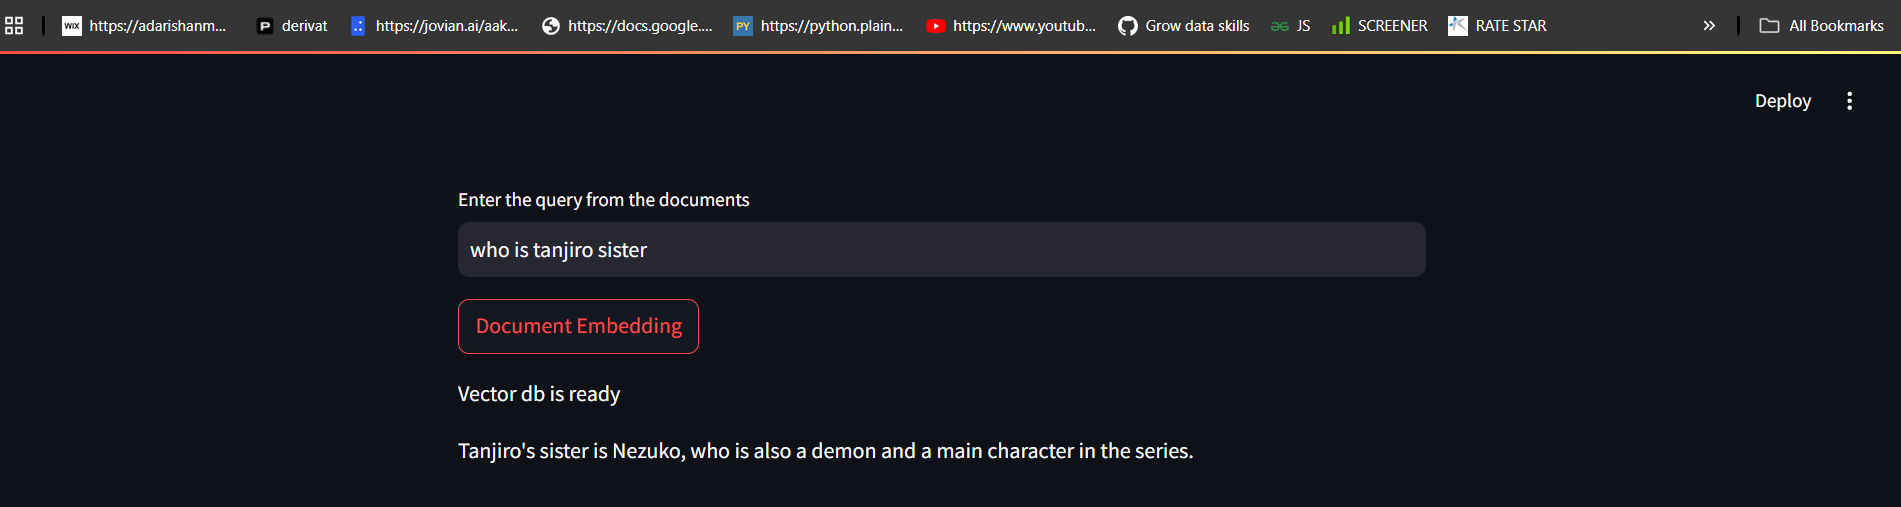 WIX https://adarishanm... P derivat https://jovian.ai/aak... https://docs.google.... PY https://python.plain... https://www.youtub... Grow data skills JS SCREENER RATE STAR » All Bookmarks
Deploy
Enter the query from the documents
who is tanjiro sister
Document Embedding
Vector db is ready
Tanjiro's sister is Nezuko, who is also a demon and a main character in the series.